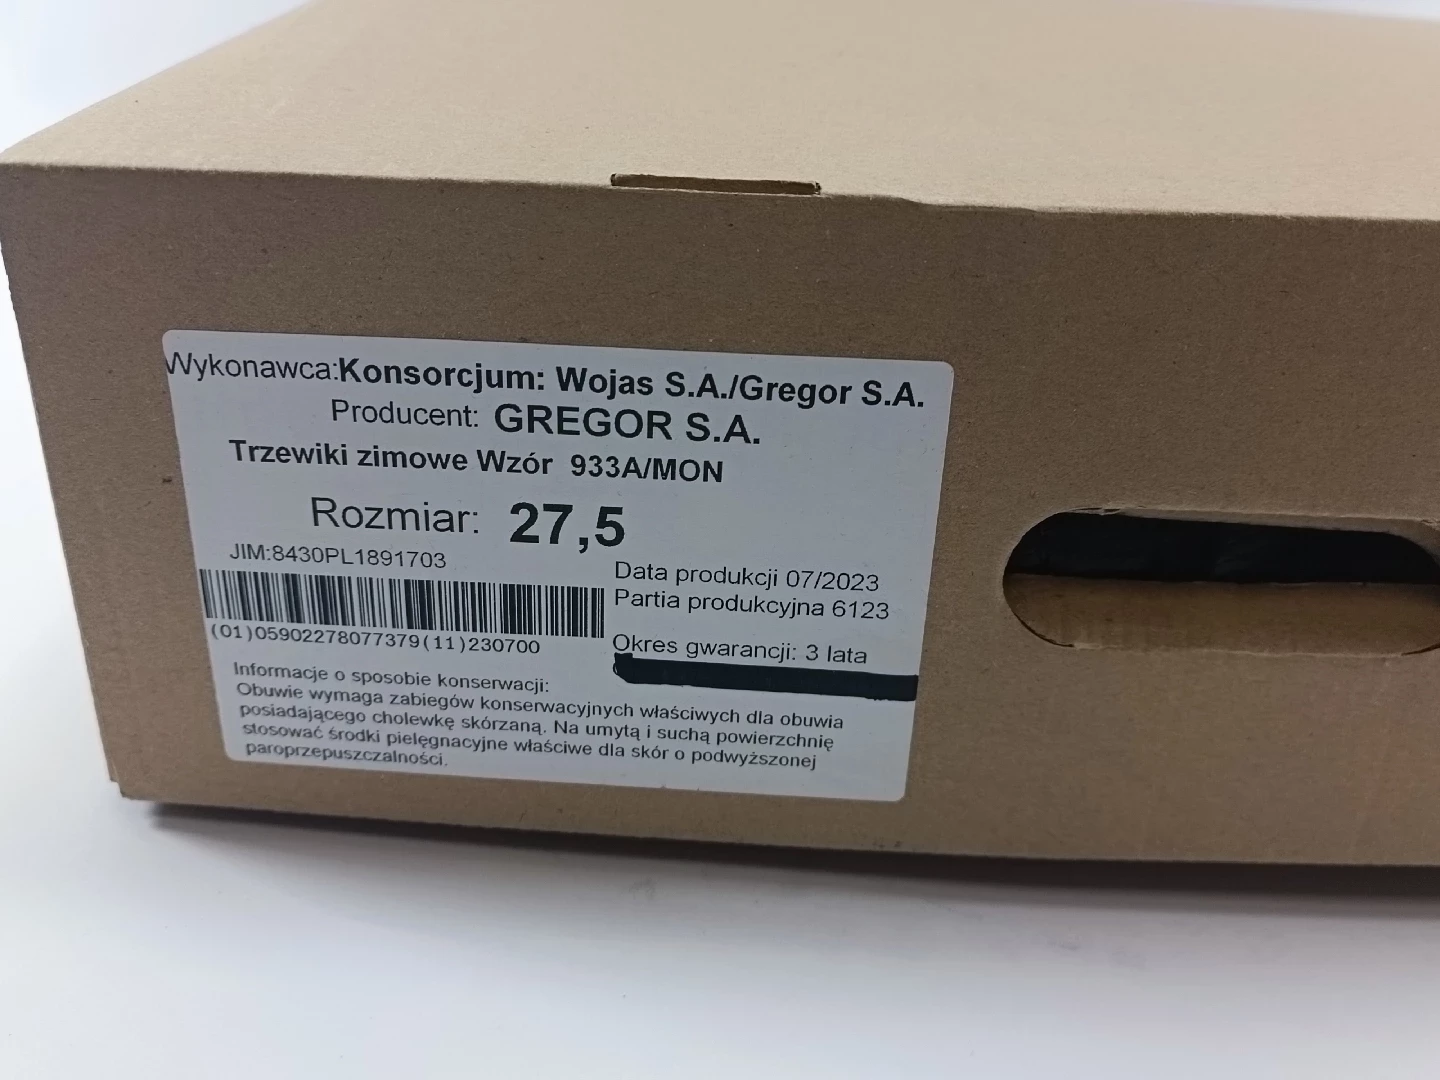 Wykonawca:Konsorcjum: Wojas S.A./Gregor S.A.
Producent: GREGOR S.A.
Trzewiki zimowe Wzór 933A/MON
Rozmiar: 27,5
JIM:8430PL1891703
Data produkcji 07/2023
Partia produkcyjna 6123
(01)05902278077379(11)230700
Okres gwarancji: 3 lata
Informacje o sposobie konserwacji:
Obuwie wymaga zabiegów konserwacyjnych właściwych dla obuwia
posiadającego cholewkę skórzaną. Na umytą i suchą powierzchnię
stosować środki pielęgnacyjne właściwe dla skór o podwyższonej
paroprzepuszczalności.